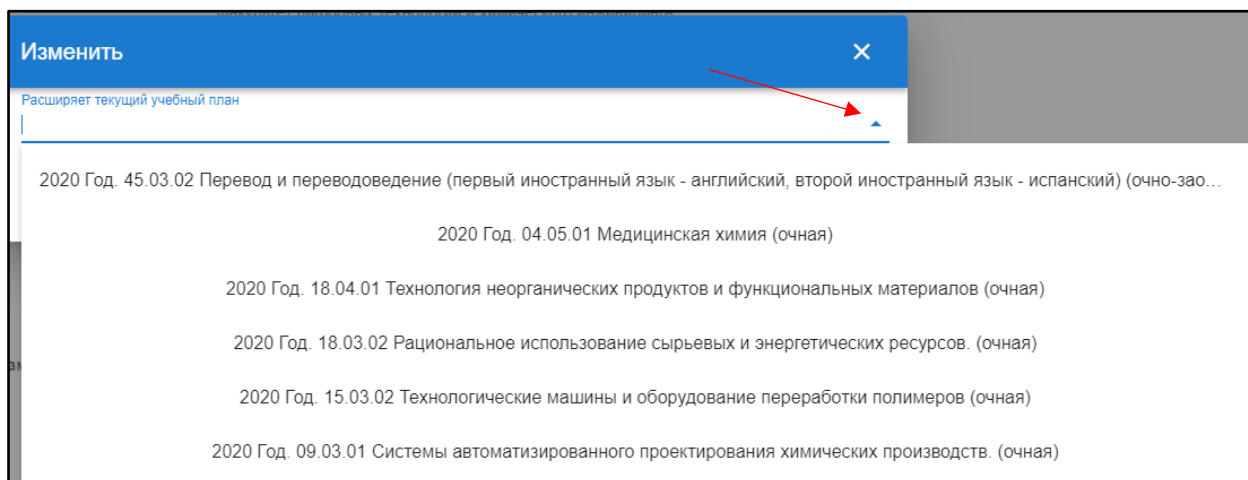 Изменить
Расширяет текущий учебный план
2020 Год. 45.03.02 Перевод и переводоведение (первый иностранный язык - английский, второй иностранный язык - испанский) (очно-зао...
2020 Год. 04.05.01 Медицинская химия (очная)
2020 Год. 18.04.01 Технология неорганических продуктов и функциональных материалов (очная)
2020 Год. 18.03.02 Рациональное использование сырьевых и энергетических ресурсов. (очная)
2020 Год. 15.03.02 Технологические машины и оборудование переработки полимеров (очная)
2020 Год. 09.03.01 Системы автоматизированного проектирования химических производств. (очная)